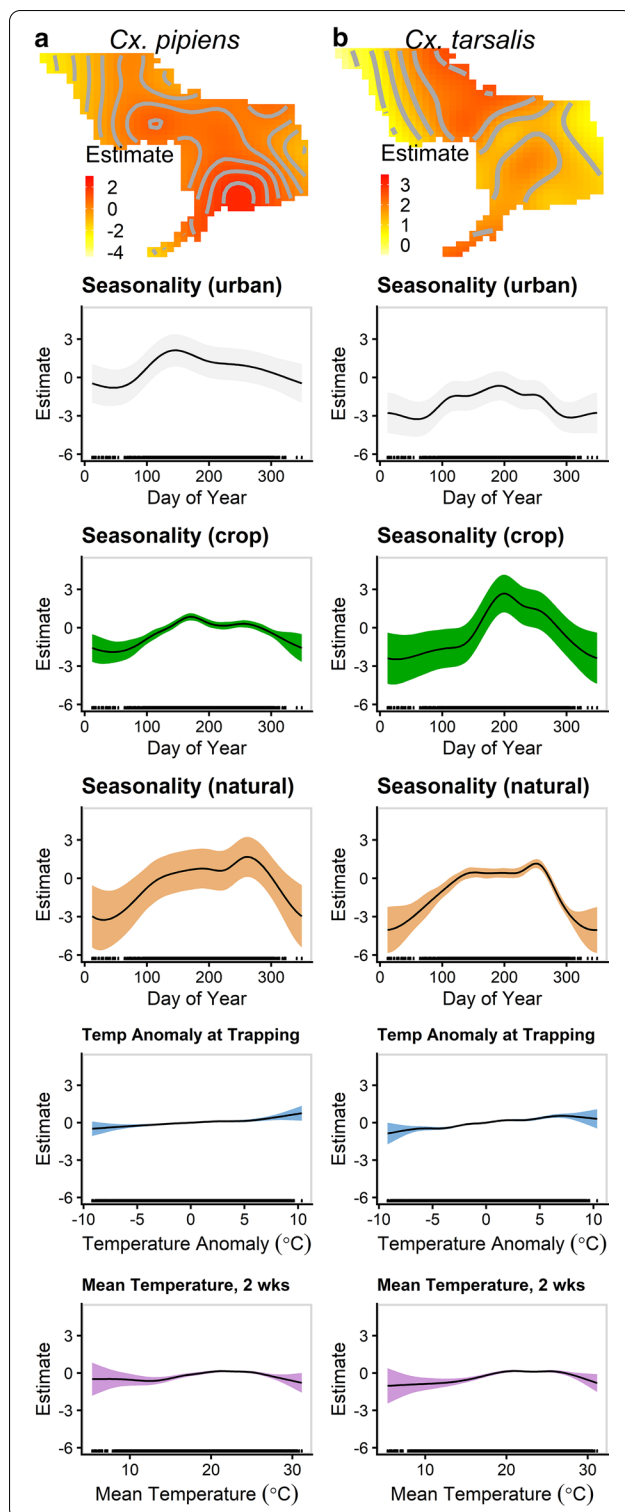 a Cx. pipiens b Cx. tarsalis
Estimate Estimate
2 3
0 2
-2 1
-4 0
Seasonality (urban) Seasonality (urban)
3 3
0 0
-3 -3
-6 -6
Estimate Estimate
0 100 200 300 0 100 200 300
Day of Year Day of Year
Seasonality (crop) Seasonality (crop)
3 3
0 0
-3 -3
-6 -6
Estimate Estimate
0 100 200 300 0 100 200 300
Day of Year Day of Year
Seasonality (natural) Seasonality (natural)
3 3
0 0
-3 -3
-6 -6
Estimate Estimate
0 100 200 300 0 100 200 300
Day of Year Day of Year
Temp Anomaly at Trapping Temp Anomaly at Trapping
3 3
0 0
-3 -3
-6 -6
Estimate Estimate
-10 -5 0 5 10 -10 -5 0 5 10
Temperature Anomaly (°C) Temperature Anomaly (°C)
Mean Temperature, 2 wks Mean Temperature, 2 wks
3 3
0 0
-3 -3
-6 -6
Estimate Estimate
10 20 30 10 20 30
Mean Temperature (°C) Mean Temperature (°C)